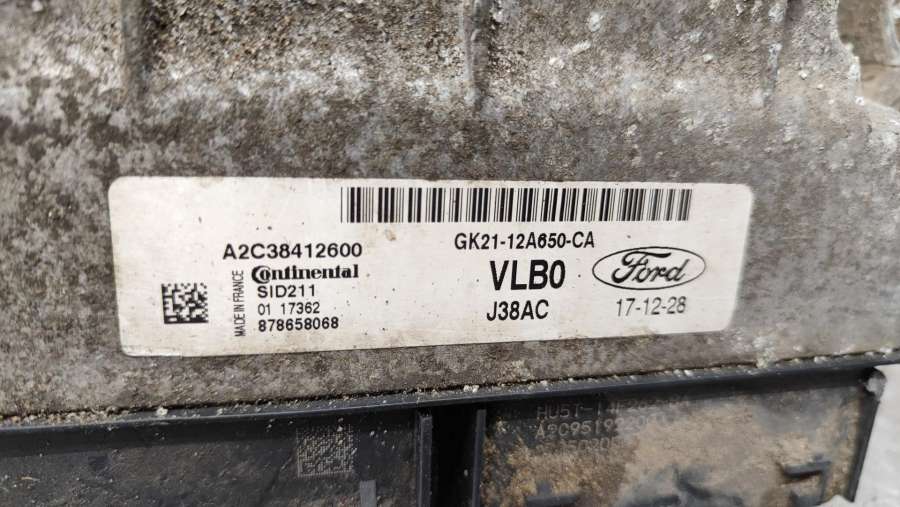 GK21-12A650-CA
A2C38412600
Continental
SID211
01 17362
878658068
MADE IN FRANCE
VLB0
J38AC
Ford
17-12-28